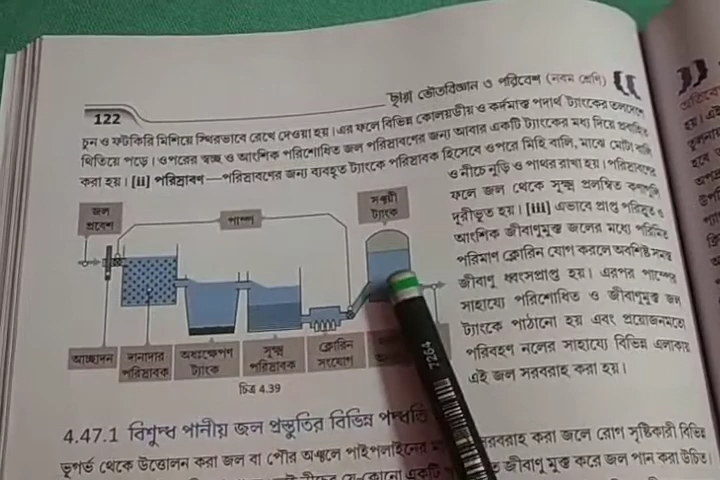 122
ছায়া ভৌতবিজ্ঞান ও পরিবেশ (নবম শ্রেণি)
চুন ও ফটকিরি মিশিয়ে স্থিরভাবে রেখে দেওয়া হয়। এর ফলে বিভিন্ন কোলয়ডীয় ও কর্দমাক্ত পদার্থ ট্যাংকের তলদেশে
থিতিয়ে পড়ে। ওপরের স্বচ্ছ ও আংশিক পরিশোধিত জল পরিস্রাবণের জন্য আবার একটি ট্যাংকের মধ্য দিয়ে প্রবাহিত
করা হয়। [ii] পরিস্রাবণ—পরিস্রাবণের জন্য ব্যবহৃত ট্যাংকে পরিস্রাবক হিসেবে ওপরে মিহি বালি, মাঝে মোটা বালি
ও নীচে নুড়ি ও পাথর রাখা হয়। পরিস্রাবণের
ফলে জল থেকে সূক্ষ্ম প্রলম্বিত কণাগুলি
দূরীভূত হয়। [iii] এভাবে প্রাপ্ত পরিস্রুত ও
আংশিক জীবাণুমুক্ত জলের মধ্যে পরিমিত
পরিমাণ ক্লোরিন যোগ করলে অবশিষ্ট সমস্ত
জীবাণু ধ্বংসপ্রাপ্ত হয়। এরপর পাম্পের
সাহায্যে পরিশোধিত ও জীবাণুমুক্ত জল
ট্যাংকে পাঠানো হয় এবং প্রয়োজনমতো
পরিবহণ নলের সাহায্যে বিভিন্ন এলাকায়
এই জল সরবরাহ করা হয়।
জল
প্রবেশ
পাম্প
সঞ্চয়ী
ট্যাংক
আচ্ছাদন
দানাদার
পরিস্রাবক
অধঃক্ষেপণ
ট্যাংক
সূক্ষ্ম
পরিস্রাবক
ক্লোরিন
সংযোগ
চিত্র 4.39
4.47.1 বিশুদ্ধ পানীয় জল প্রস্তুতির বিভিন্ন পদ্ধতি
ভূগর্ভ থেকে উত্তোলন করা জল বা পৌর অঞ্চলে পাইপলাইনের সরবরাহ করা জলে রোগ সৃষ্টিকারী বিভিন্ন
যেকোনো একটি জীবাণু মুক্ত করে জল পান করা উচিত।
7264